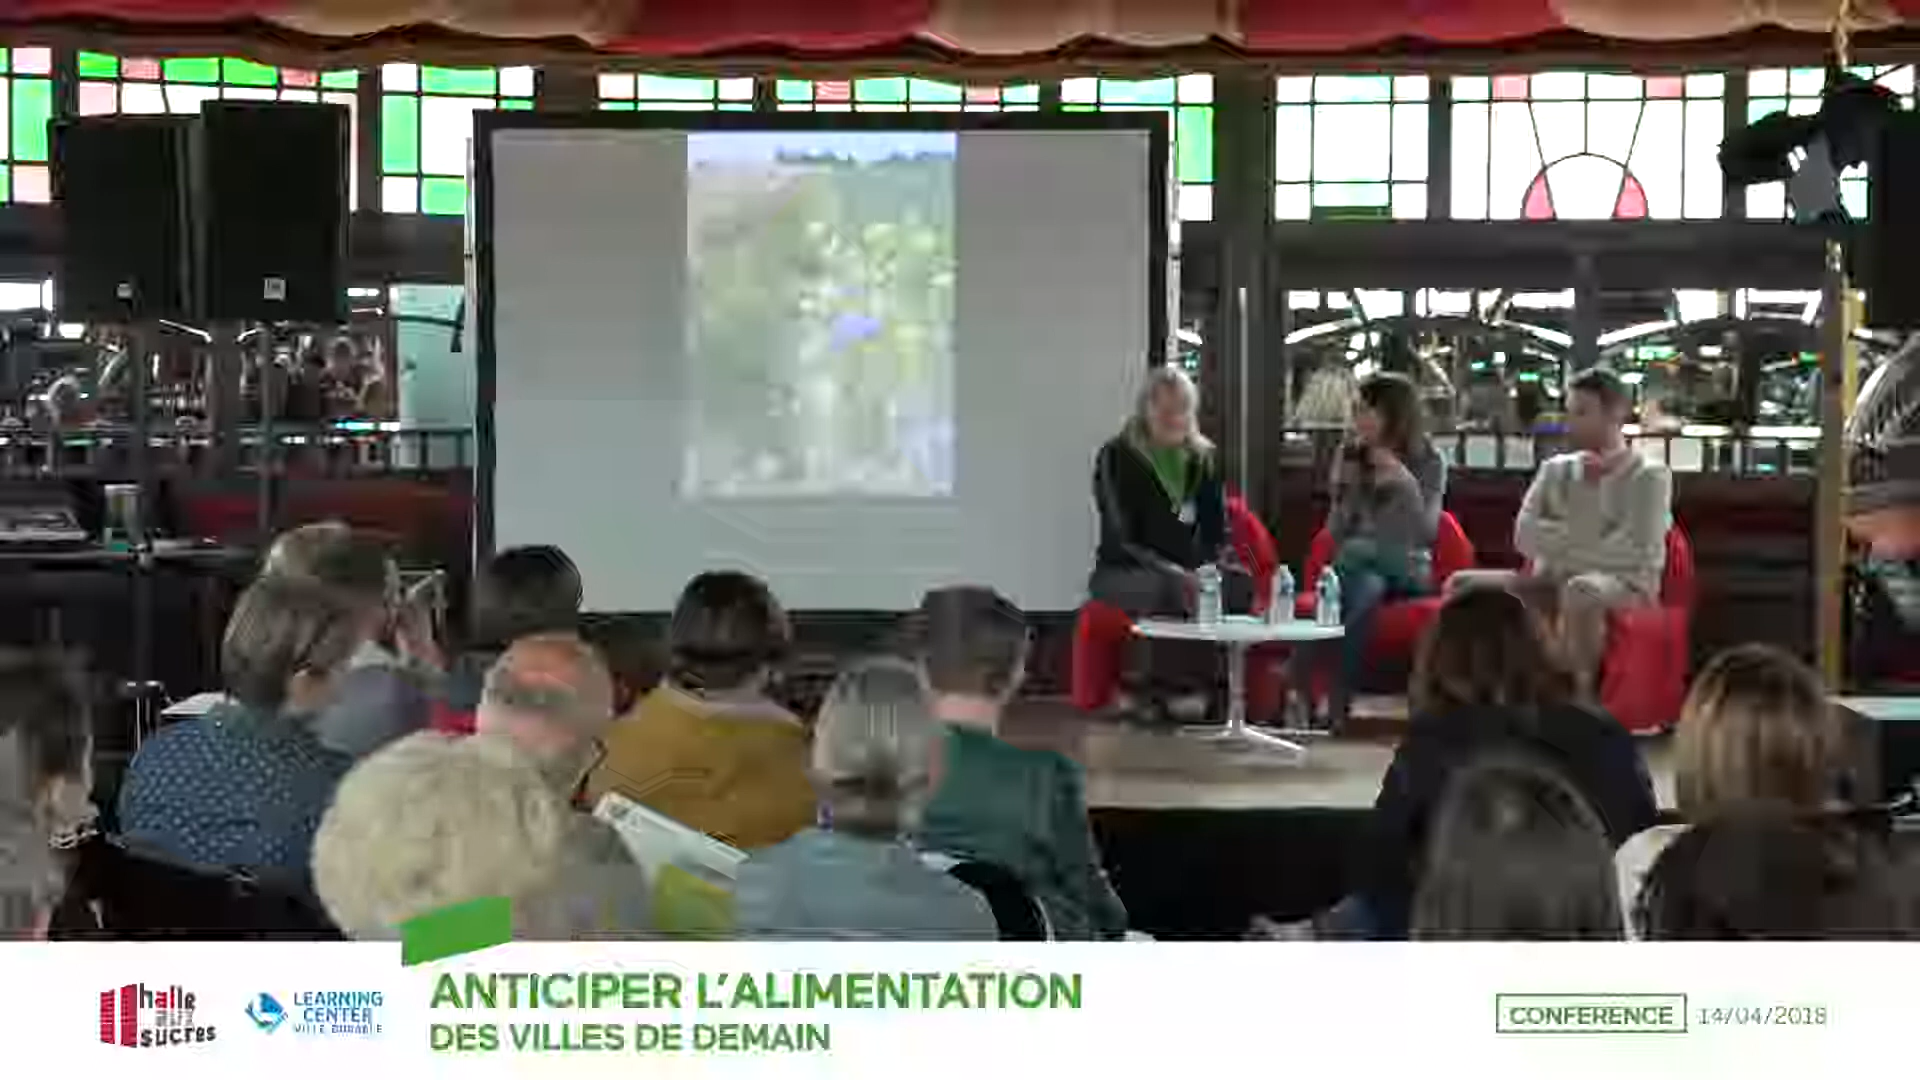 halle
aux
sucres
LEARNING
CENTER
VILLE DURABLE
ANTICIPER L'ALIMENTATION
DES VILLES DE DEMAIN
CONFERENCE 14/04/2018